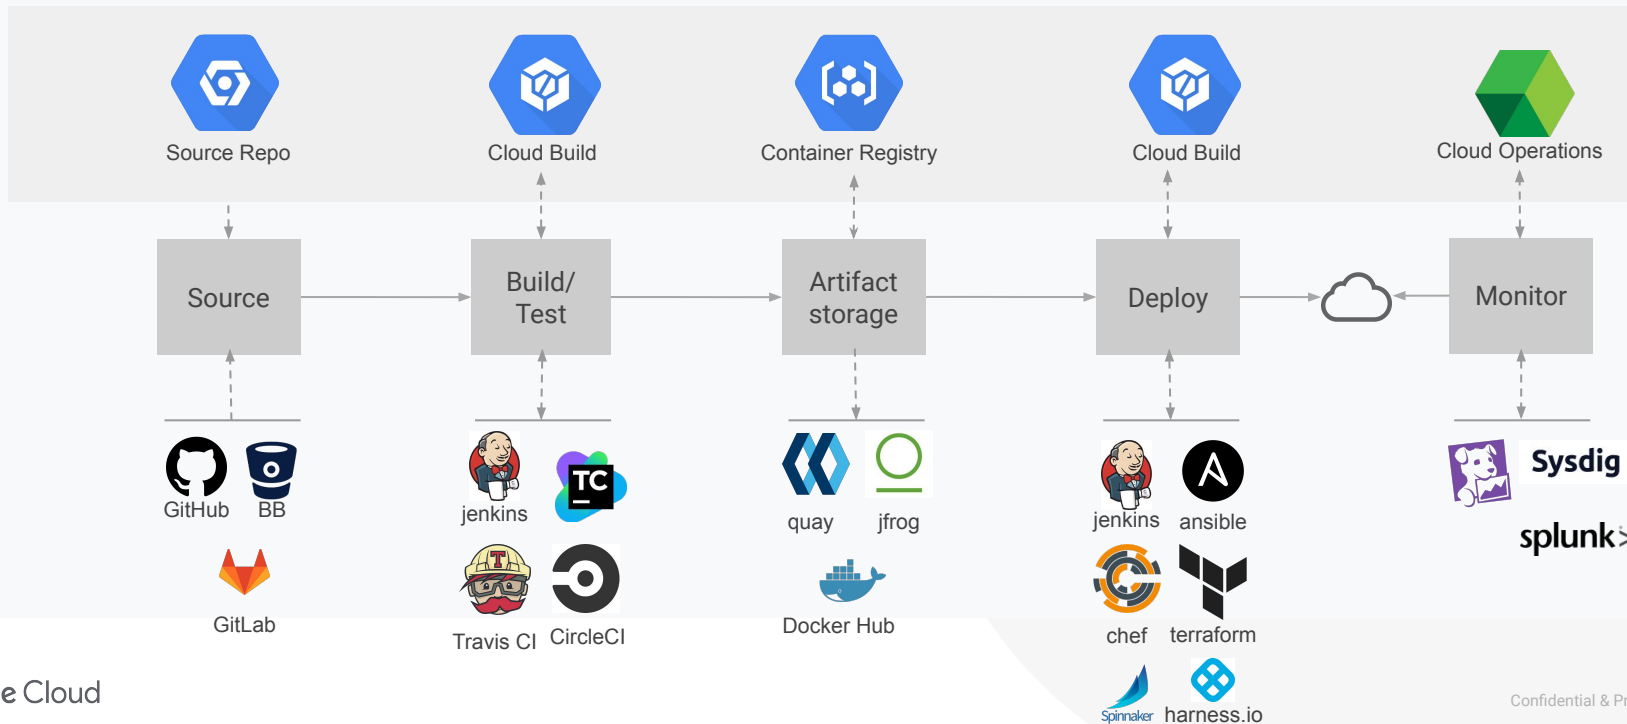 Source Repo
Cloud Build
Container Registry
Cloud Build
Cloud Operations
Source
Build/
Test
Artifact
storage
Deploy
Monitor
GitHub
BB
GitLab
jenkins
TC
T
Travis CI
CircleCI
quay
jfrog
Docker Hub
jenkins
ansible
chef
terraform
Spinnaker
harness.io
Sysdig
splunk>
e Cloud
Confidential & Pr